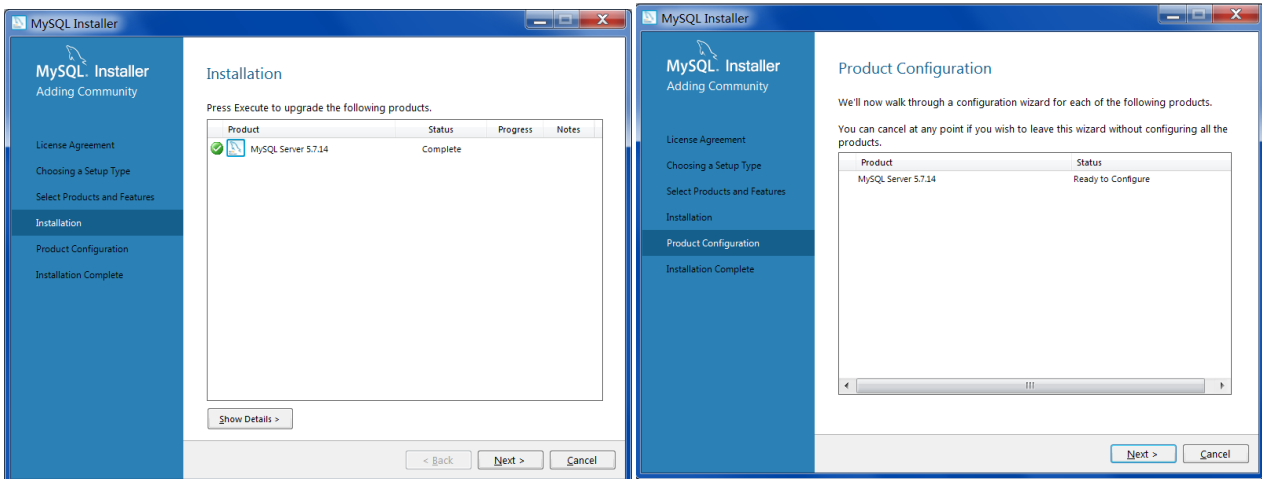 MySQL Installer
MySQL. Installer
Adding Community
License Agreement
Choosing a Setup Type
Select Products and Features
Installation
Product Configuration
Installation Complete
Installation
Press Execute to upgrade the following products.
Product Status Progress Notes
MySQL Server 5.7.14 Complete
Show Details >
< Back Next > Cancel
MySQL Installer
MySQL. Installer
Adding Community
License Agreement
Choosing a Setup Type
Select Products and Features
Installation
Product Configuration
Installation Complete
Product Configuration
We'll now walk through a configuration wizard for each of the following products.
You can cancel at any point if you wish to leave this wizard without configuring all the
products.
Product Status
MySQL Server 5.7.14 Ready to Configure
Next > Cancel